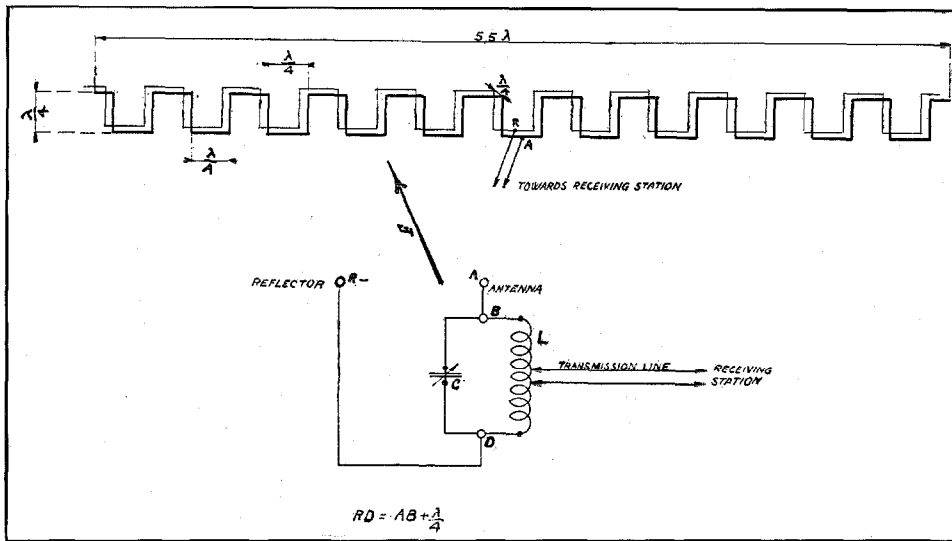 5.5 λ
λ/4
λ/4
λ/4
λ/4
R
A
TOWARDS RECEIVING STATION
REFLECTOR R-
A
ANTENNA
B
L
TRANSMISSION LINE
RECEIVING
STATION
C
D
RD = AB + λ/4